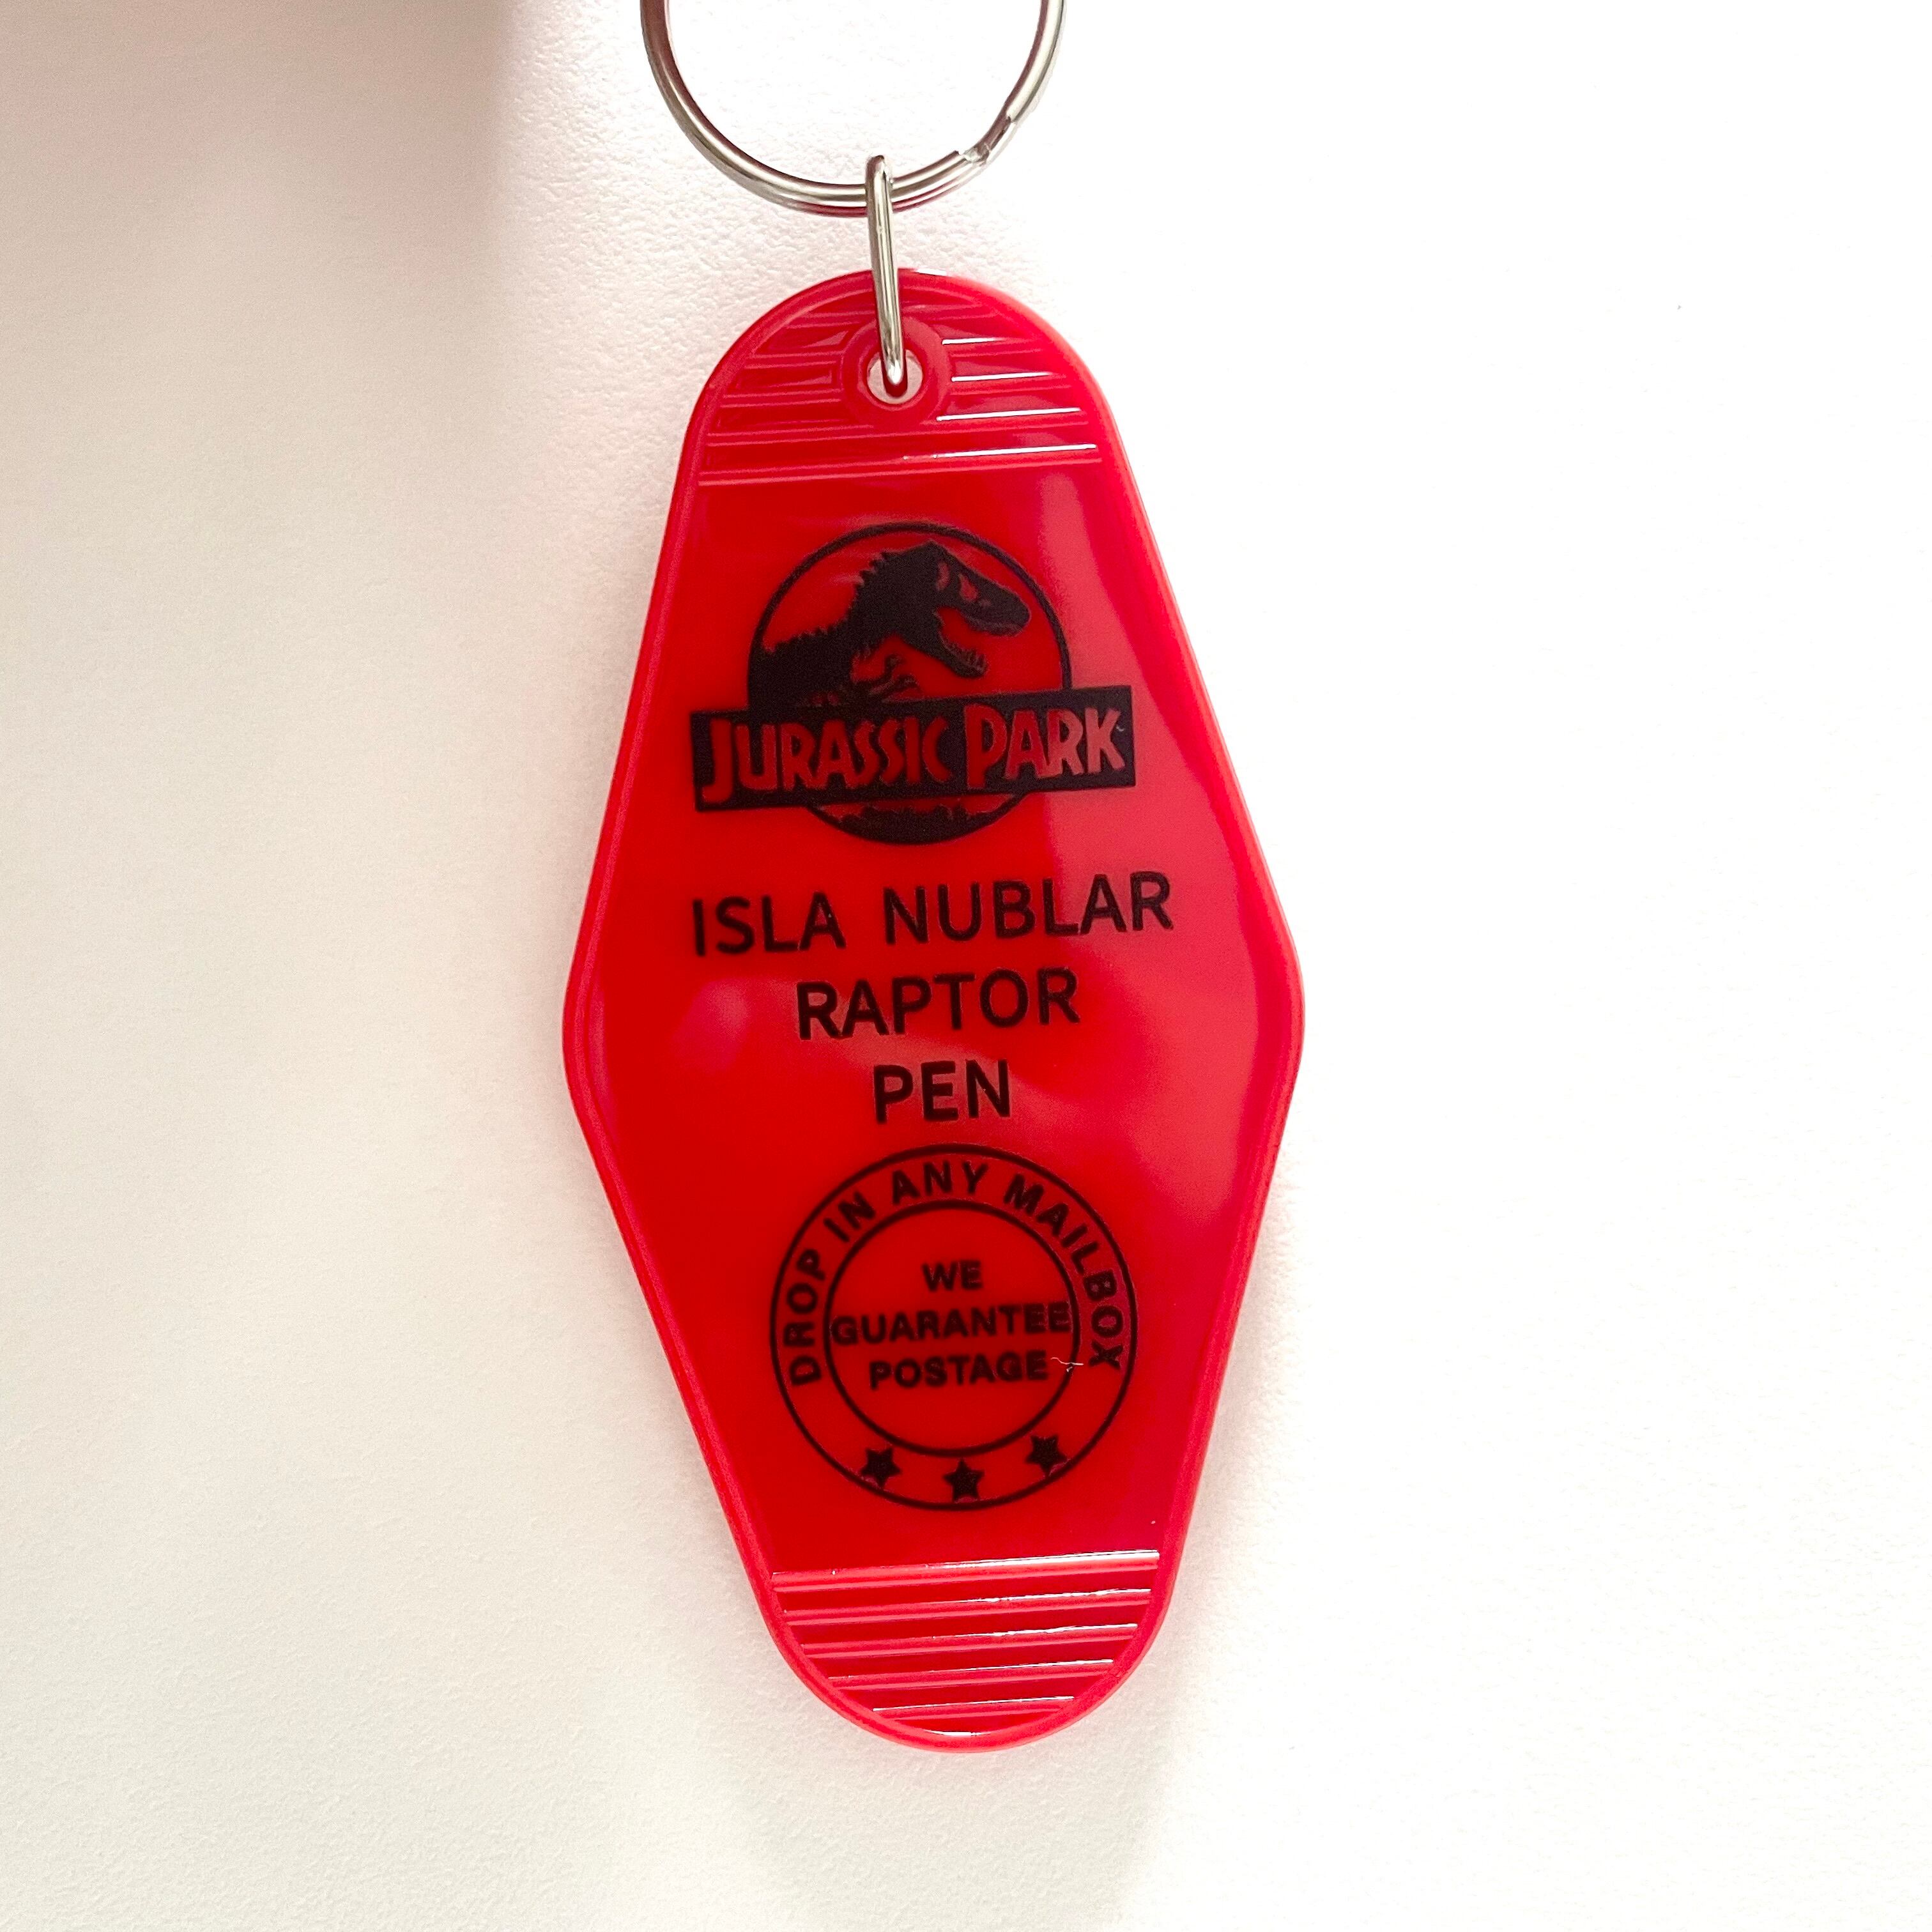 JURASSIC PARK
ISLA NUBLAR
RAPTOR
PEN
DROP IN ANY MAILBOX
WE
GUARANTEE
POSTAGE